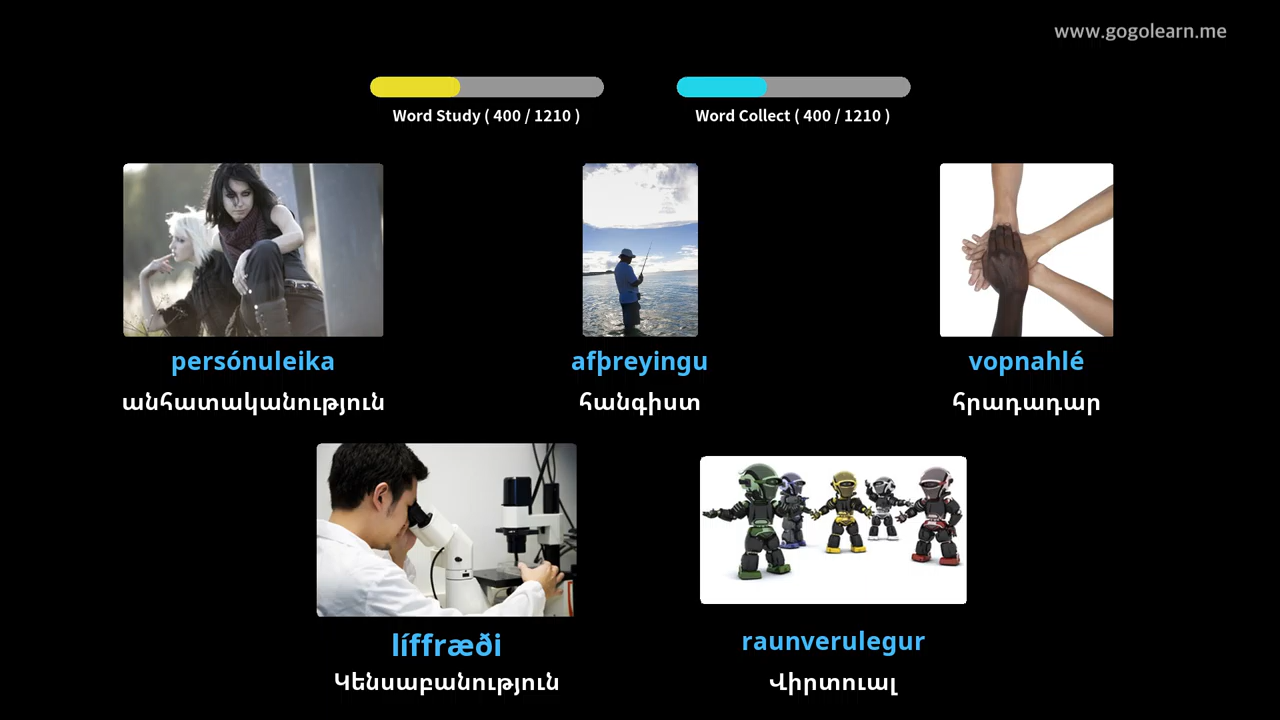 www.gogolearn.me
Word Study ( 400 / 1210 )
Word Collect ( 400 / 1210 )
persónuleika
անհատականություն
afþreyingu
հանգիստ
vopnahlé
հրադադար
líffræði
Կենսաբանություն
raunverulegur
Վիրտուալ